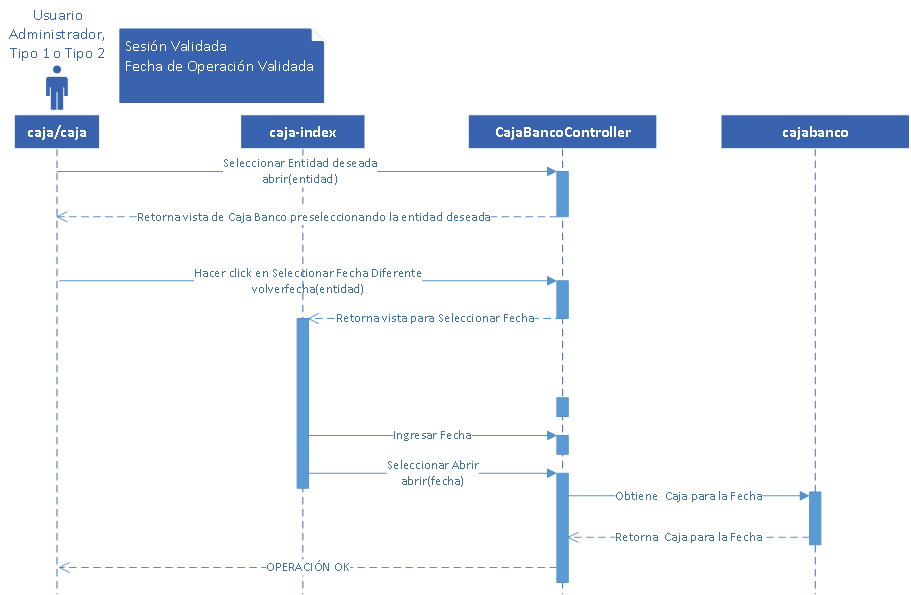 Usuario
Administrador,
Tipo 1 o Tipo 2
Sesión Validada
Fecha de Operación Validada
caja/caja
caja-index
CajaBancoController
cajabanco
Seleccionar Entidad deseada
abrir(entidad)
Retorna vista de Caja Banco preseleccionando la entidad deseada
Hacer click en Seleccionar Fecha Diferente
volverfecha(entidad)
Retorna vista para Seleccionar Fecha
Ingresar Fecha
Seleccionar Abrir
abrir(fecha)
Obtiene Caja para la Fecha
Retorna Caja para la Fecha
OPERACIÓN OK